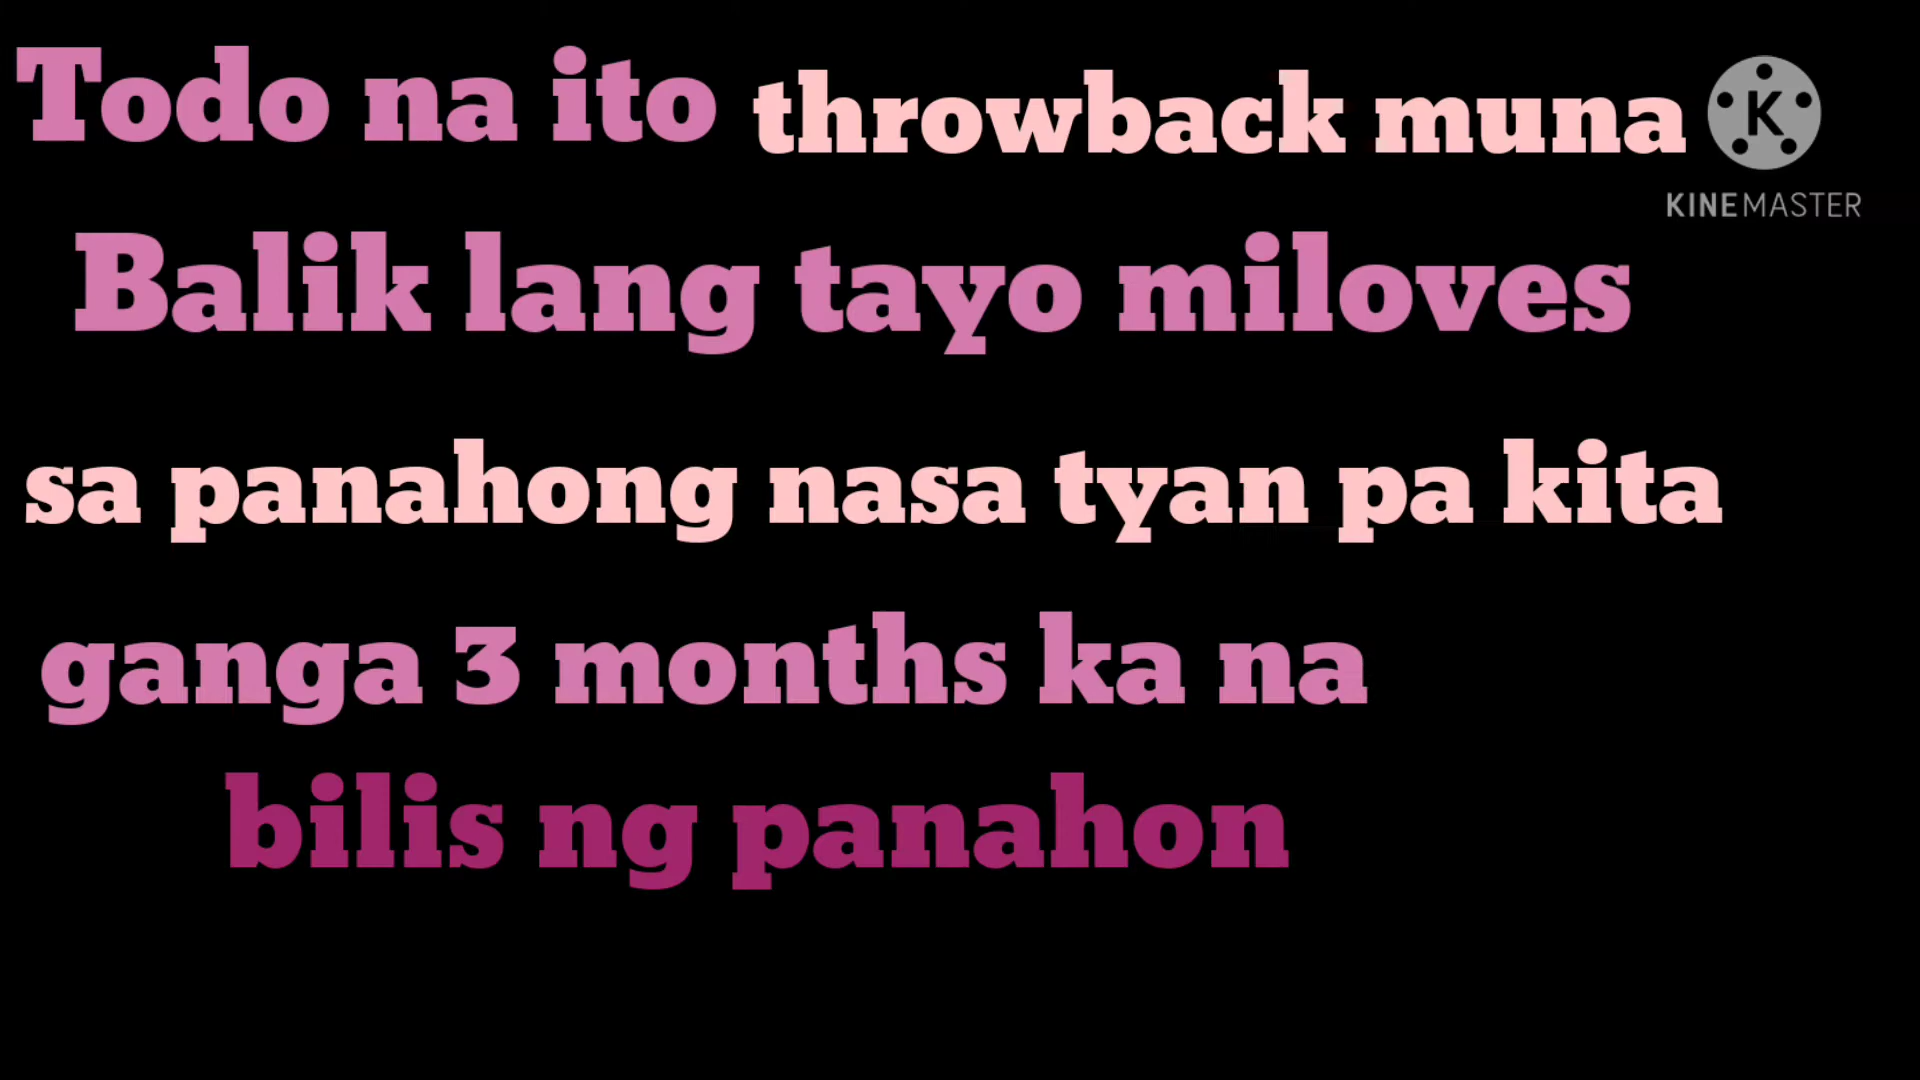 Todo na ito throwback muna
K
KINEMASTER
Balik lang tayo miloves
sa panahong nasa tyan pa kita
ganga 3 months ka na
bilis ng panahon